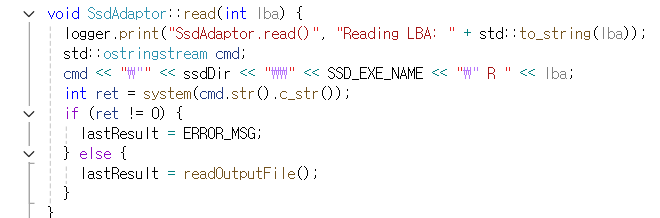 void SsdAdaptor::read(int lba) {
logger.print("SsdAdaptor.read()", "Reading LBA: " + std::to_string(lba));
std::ostringstream cmd;
cmd << "₩"" << ssdDir << "₩₩" << SSD_EXE_NAME << "₩" R " << lba;
int ret = system(cmd.str().c_str());
if (ret != 0) {
lastResult = ERROR_MSG;
} else {
lastResult = readOutputFile();
}
}